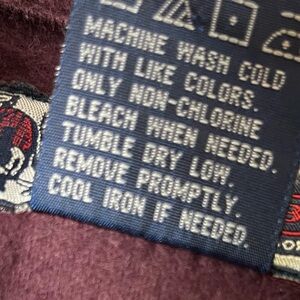 MACHINE WASH COLD
WITH LIKE COLORS.
ONLY NON-CHLORINE
BLEACH WHEN NEEDED.
TUMBLE DRY LOW.
REMOVE PROMPTLY.
COOL IRON IF NEEDED.